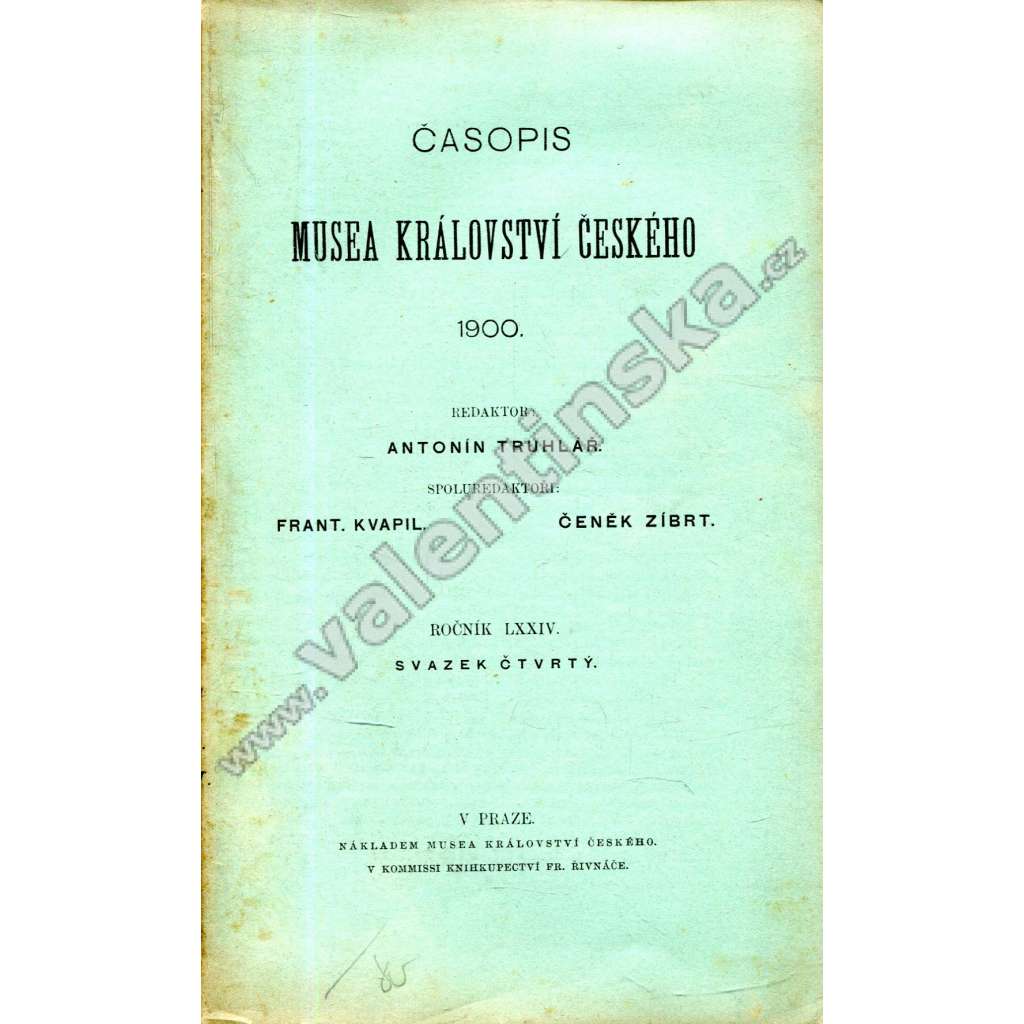 ČASOPIS
MUSEA KRÁLOVSTVÍ ČESKÉHO
1900.
REDAKTOR:
ANTONÍN TRUHLÁŘ.
SPOLUREDAKTOŘI:
FRANT. KVAPIL. ČENĚK ZÍBRT.
ROČNÍK LXXIV.
SVAZEK ČTVRTÝ.
V PRAZE.
NÁKLADEM MUSEA KRÁLOVSTVÍ ČESKÉHO.
V KOMMISSI KNIHKUPECTVÍ FR. ŘIVNÁČE.
www.valentinska.cz